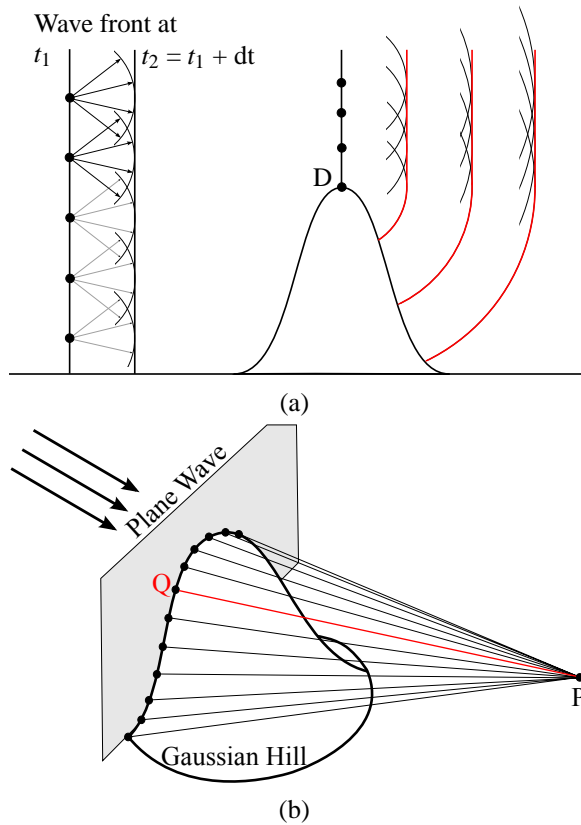 Wave front at
t₁ t₂ = t₁ + dt
D
(a)
Plane Wave
Q
P
Gaussian Hill
(b)